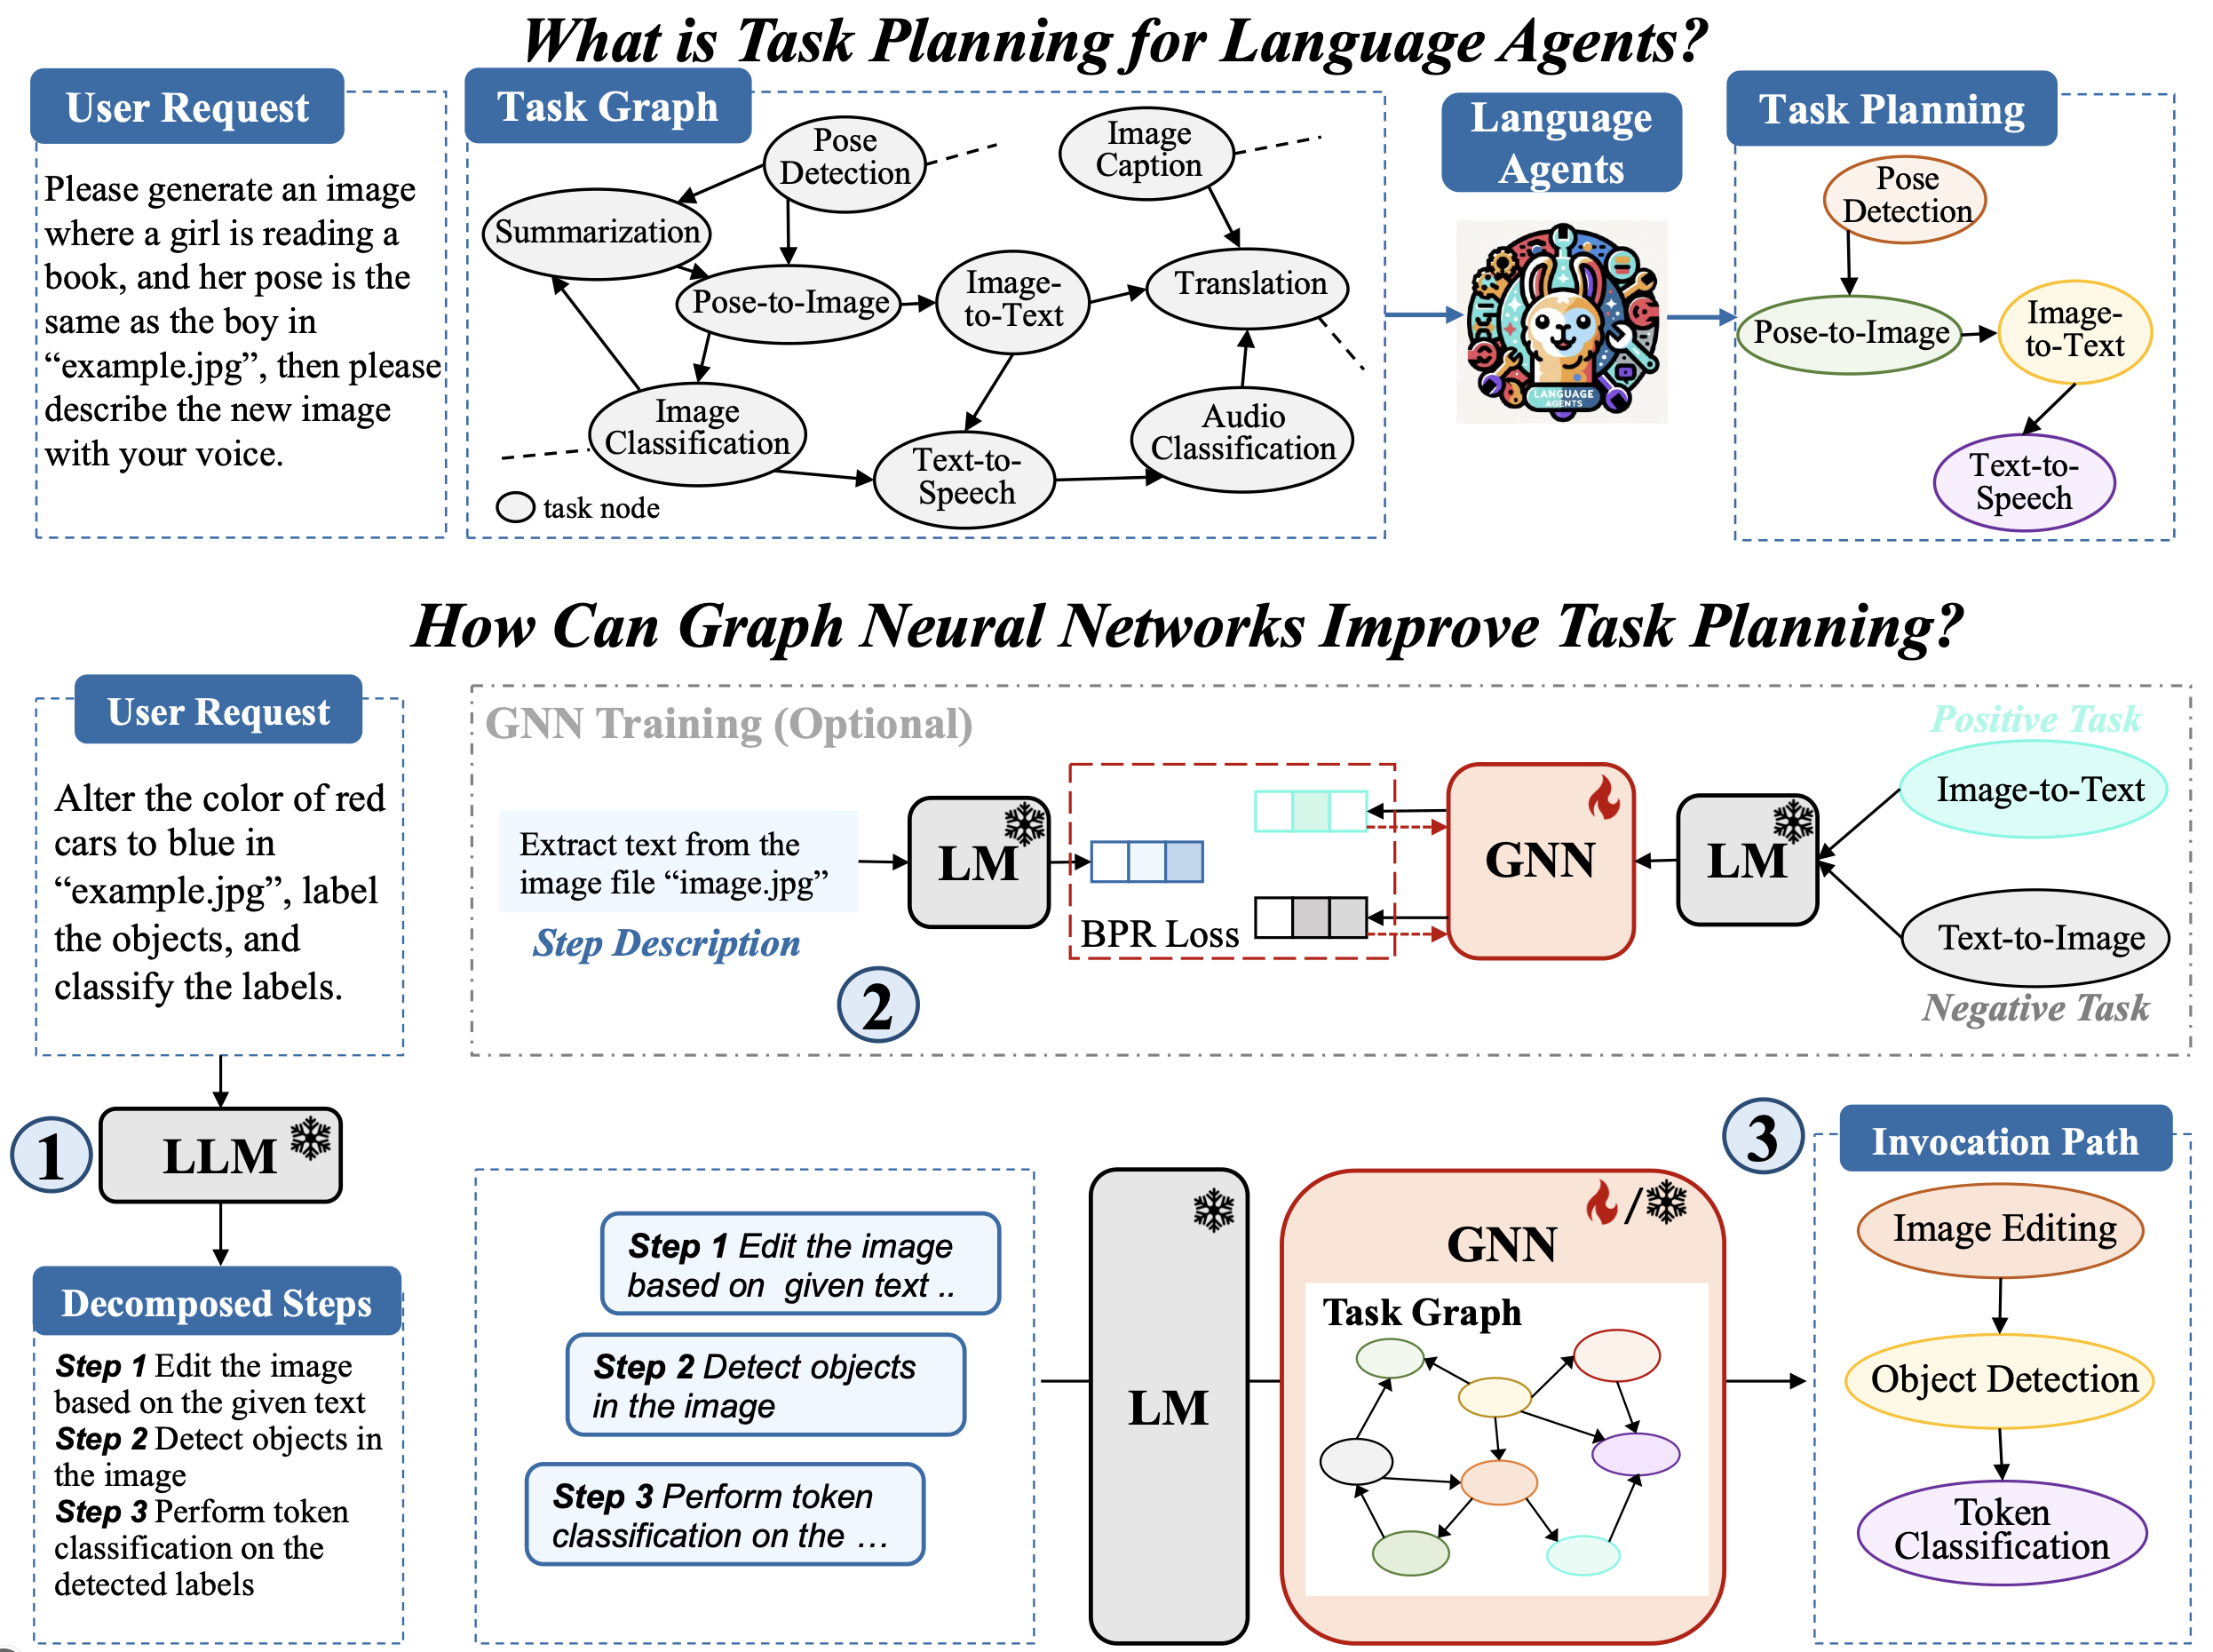 What is Task Planning for Language Agents?
User Request
Please generate an image
where a girl is reading a
book, and her pose is the
same as the boy in
“example.jpg”, then please
describe the new image
with your voice.
Task Graph
Pose
Detection
Image
Caption
Summarization
Pose-to-Image
Image-
to-Text
Translation
Image
Classification
Text-to-
Speech
Audio
Classification
task node
Language
Agents
LANGUAGE
AGENTS
Task Planning
Pose
Detection
Pose-to-Image
Image-
to-Text
Text-to-
Speech
How Can Graph Neural Networks Improve Task Planning?
User Request
Alter the color of red
cars to blue in
“example.jpg”, label
the objects, and
classify the labels.
1
LLM
Decomposed Steps
Step 1 Edit the image
based on the given text
Step 2 Detect objects in
the image
Step 3 Perform token
classification on the
detected labels
GNN Training (Optional)
Extract text from the
image file “image.jpg”
Step Description
2
LM
BPR Loss
GNN
LM
Positive Task
Image-to-Text
Text-to-Image
Negative Task
Step 1 Edit the image
based on given text ..
Step 2 Detect objects
in the image
Step 3 Perform token
classification on the …
LM
GNN
/
Task Graph
3
Invocation Path
Image Editing
Object Detection
Token
Classification